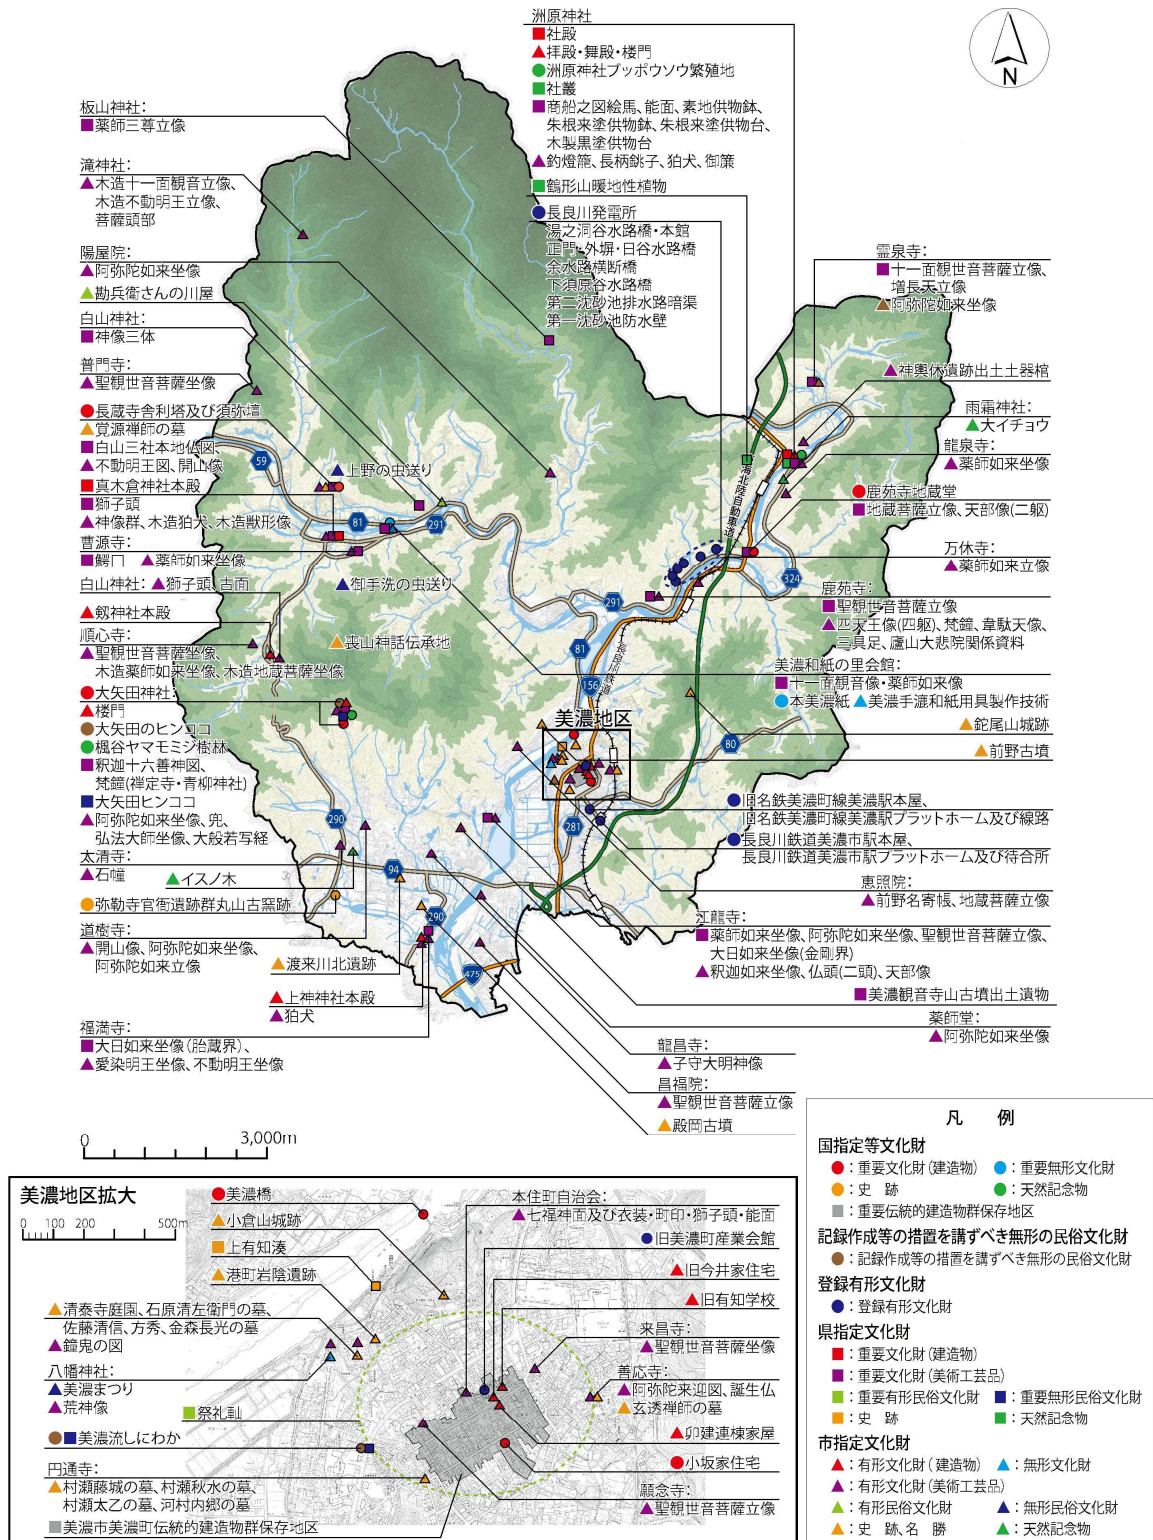 洲原神社
■社殿
▲拝殿・舞殿・楼門
●洲原神社ブッポウソウ繁殖地
■社叢
■商船之図絵馬、能面、素地供物鉢、
朱根来塗供物鉢、朱根来塗供物台、
木製黒塗供物台
▲釣燈籠、長柄銚子、狛犬、御簾
■鶴形山暖地性植物
●長良川発電所
湯之洞谷水路橋・本館
正門・外塀・日谷水路橋
余水路横断橋
下須原谷水路橋
第二沈砂池排水路暗渠
第一沈砂池防水壁
N
板山神社：
■薬師三尊立像
滝神社：
▲木造十一面観音立像、
木造不動明王立像、
菩薩頭部
陽屋院：
▲阿弥陀如来坐像
▲勘兵衛さんの川屋
白山神社：
■神像三体
普門寺：
▲聖観世音菩薩坐像
●長蔵寺舎利塔及び須弥壇
▲覚源禅師の墓
■白山三社本地仏図、
▲不動明王図、開山像
■真木倉神社本殿
■獅子頭
▲神像群、木造狛犬、木造獣形像
曹源寺：
■鰐口 ▲薬師如来坐像
白山神社：▲獅子頭、古面
▲剱神社本殿
順心寺：
▲聖観世音菩薩坐像、
木造薬師如来坐像、木造地蔵菩薩坐像
●大矢田神社：
▲楼門
●大矢田のヒンココ
●楓谷ヤマモミジ樹林
■釈迦十六善神図、
梵鐘(禅定寺・青柳神社)
■大矢田ヒンココ
▲阿弥陀如来坐像、兜、
弘法大師坐像、大般若写経
太清寺：
▲石幢
▲イスノ木
●弥勒寺官衙遺跡群丸山古窯跡
道樹寺：
▲開山像、阿弥陀如来坐像、
阿弥陀如来立像
▲渡来川北遺跡
▲上神神社本殿
▲狛犬
福満寺：
■大日如来坐像(胎蔵界)、
▲愛染明王坐像、不動明王坐像
▲上野の虫送り
▲御手洗の虫送り
▲喪山神話伝承地
59
81
291
291
81
156
324
80
290
281
94
290
475
東海北陸自動車道
長良川鉄道
美濃地区
霊泉寺：
■十一面観世音菩薩立像、
増長天立像
▲阿弥陀如来坐像
▲神輿休遺跡出土土器棺
雨霜神社：
▲大イチョウ
龍泉寺：
▲薬師如来坐像
●鹿苑寺地蔵堂
■地蔵菩薩立像、天部像(二躯)
万休寺：
▲薬師如来立像
鹿苑寺：
■聖観世音菩薩立像
▲四天王像(四躯)、梵鐘、韋駄天像、
三具足、廬山大悲院関係資料
美濃和紙の里会館：
■十一面観音像・薬師如来像
●本美濃紙 ▲美濃手漉和紙用具製作技術
▲鉈尾山城跡
▲前野古墳
●旧名鉄美濃町線美濃駅本屋、
旧名鉄美濃町線美濃駅プラットホーム及び線路
●長良川鉄道美濃市駅本屋、
長良川鉄道美濃市駅プラットホーム及び待合所
恵照院：
▲前野名寄帳、地蔵菩薩立像
江龍寺：
■薬師如来坐像、阿弥陀如来坐像、聖観世音菩薩立像、
大日如来坐像(金剛界)
▲釈迦如来坐像、仏頭(二頭)、天部像
■美濃観音寺山古墳出土遺物
薬師堂：
▲阿弥陀如来坐像
龍昌寺：
▲子守大明神像
昌福院：
▲聖観世音菩薩立像
▲殿岡古墳
0 3,000m
美濃地区拡大
0 100 200 500m
●美濃橋
▲小倉山城跡
■上有知湊
▲港町岩陰遺跡
▲清泰寺庭園、石原清左衛門の墓、
佐藤清信、方秀、金森長光の墓
▲鐘鬼の図
八幡神社：
▲美濃まつり
▲荒神像
■祭礼車山
●■美濃流しにわか
円通寺：
▲村瀬藤城の墓、村瀬秋水の墓、
村瀬太乙の墓、河村内郷の墓
■美濃市美濃町伝統的建造物群保存地区
本住町自治会：
▲七福神面及び衣装・町印・獅子頭・能面
●旧美濃町産業会館
▲旧今井家住宅
▲旧有知学校
来昌寺：
▲聖観世音菩薩坐像
善応寺：
▲阿弥陀来迎図、誕生仏
▲玄透禅師の墓
▲卯建連棟家屋
●小坂家住宅
願念寺：
▲聖観世音菩薩立像
凡 例
国指定等文化財
●：重要文化財(建造物) ●：重要無形文化財
●：史 跡 ●：天然記念物
■：重要伝統的建造物群保存地区
記録作成等の措置を講ずべき無形の民俗文化財
●：記録作成等の措置を講ずべき無形の民俗文化財
登録有形文化財
●：登録有形文化財
県指定文化財
■：重要文化財(建造物)
■：重要文化財(美術工芸品)
■：重要有形民俗文化財 ■：重要無形民俗文化財
■：史 跡 ■：天然記念物
市指定文化財
▲：有形文化財(建造物) ▲：無形文化財
▲：有形文化財(美術工芸品)
▲：有形民俗文化財 ▲：無形民俗文化財
▲：史 跡、名 勝 ▲：天然記念物